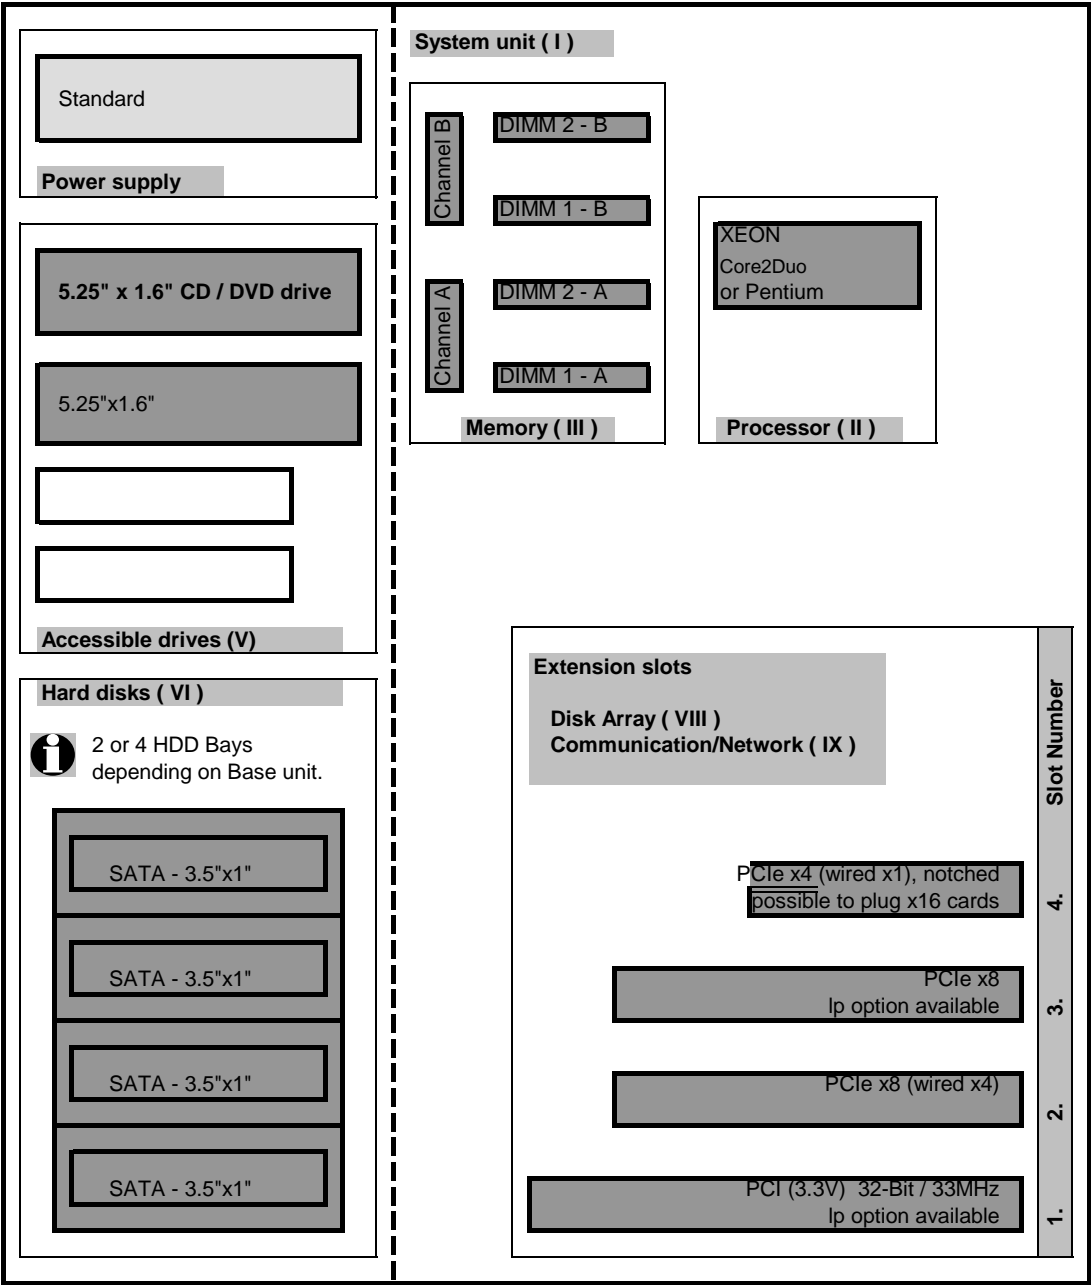 Standard
Power supply
5.25" x 1.6" CD / DVD drive
5.25"x1.6"
Accessible drives (V)
Hard disks ( VI )
2 or 4 HDD Bays
depending on Base unit.
SATA - 3.5"x1"
SATA - 3.5"x1"
SATA - 3.5"x1"
SATA - 3.5"x1"
System unit ( I )
Channel B
DIMM 2 - B
DIMM 1 - B
Channel A
DIMM 2 - A
DIMM 1 - A
Memory ( III )
XEON
Core2Duo
or Pentium
Processor ( II )
Extension slots
Disk Array ( VIII )
Communication/Network ( IX )
Slot Number
PCIe x4 (wired x1), notched
possible to plug x16 cards
4.
PCIe x8
lp option available
3.
PCIe x8 (wired x4)
2.
PCI (3.3V) 32-Bit / 33MHz
lp option available
1.